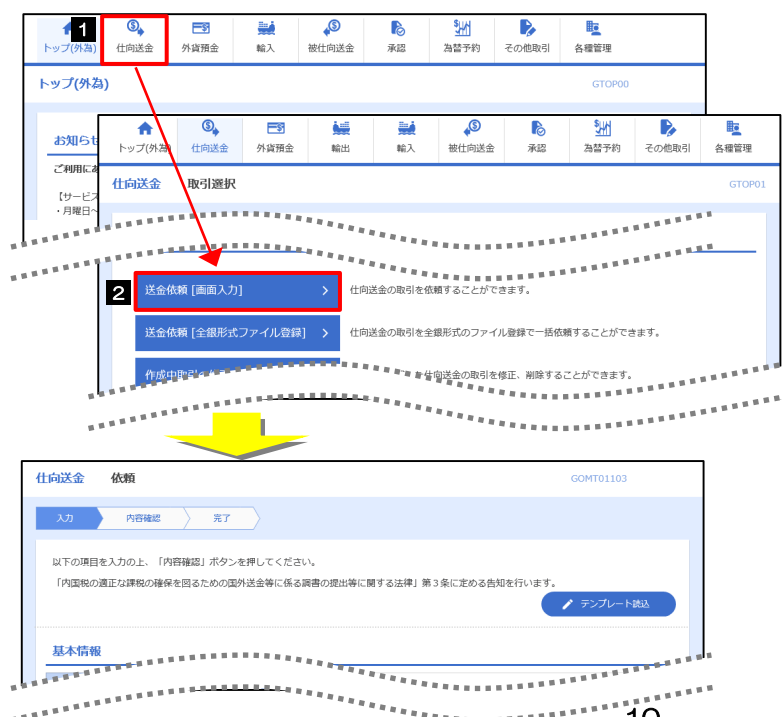 1
トップ(外為) 仕向送金 外貨預金 輸入 被仕向送金 承認 為替予約 その他取引 各種管理
トップ(外為) GTOP00
お知らせ
トップ(外為) 仕向送金 外貨預金 輸出 輸入 被仕向送金 承認 為替予約 その他取引 各種管理
ご利用にあ
仕向送金 取引選択 GTOP01
【サービス
・月曜日～
2
送金依頼 [画面入力] 仕向送金の取引を依頼することができます。
送金依頼 [全銀形式ファイル登録] 仕向送金の取引を全銀形式のファイル登録で一括依頼することができます。
作成中取引 仕向送金の取引を修正、削除することができます。
仕向送金 依頼 GOMT01103
入力 内容確認 完了
以下の項目を入力の上、「内容確認」ボタンを押してください。
「内国税の適正な課税の確保を図るための国外送金等に係る調書の提出等に関する法律」第3条に定める告知を行います。
テンプレート読込
基本情報